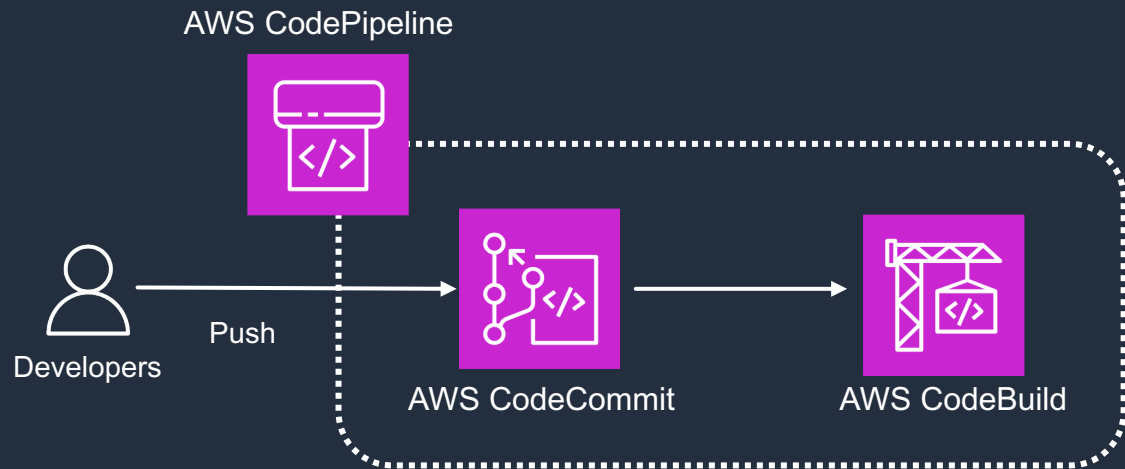 AWS CodePipeline
</>
Push
Developers
</>
AWS CodeCommit
</>
AWS CodeBuild